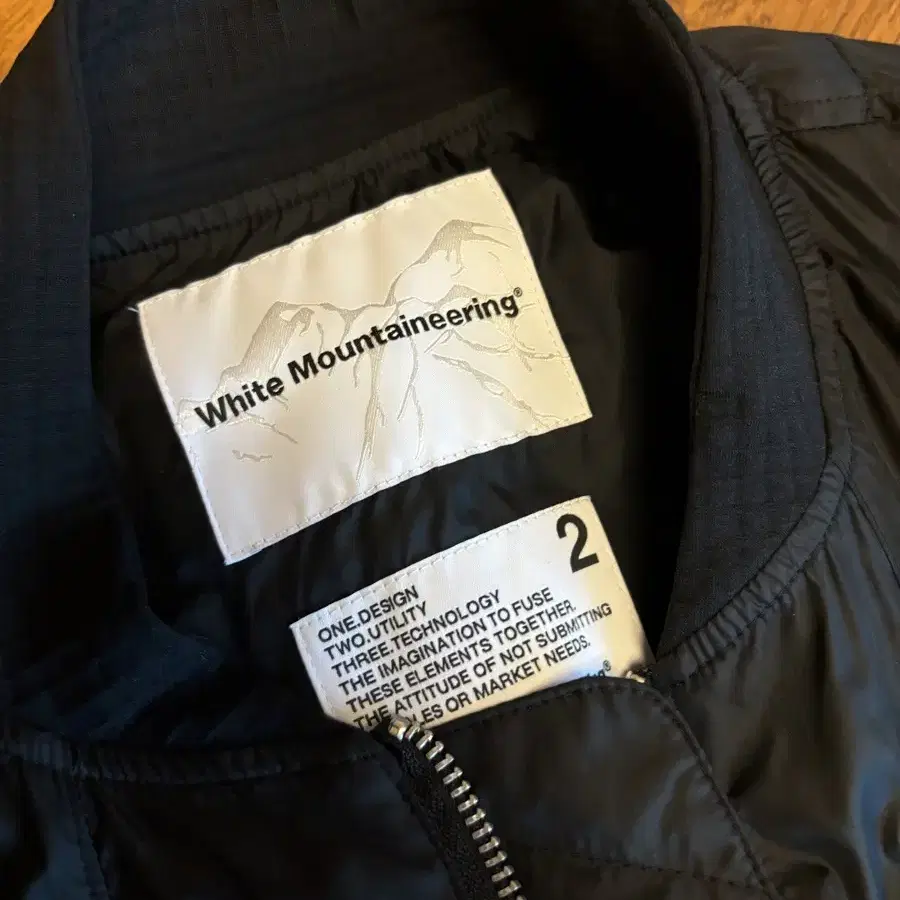 White Mountaineering®
2
ONE.DESIGN
TWO.UTILITY
THREE.TECHNOLOGY
THE IMAGINATION TO FUSE
THESE ELEMENTS TOGETHER.
THE ATTITUDE OF NOT SUBMITTING
OR MARKET NEEDS.